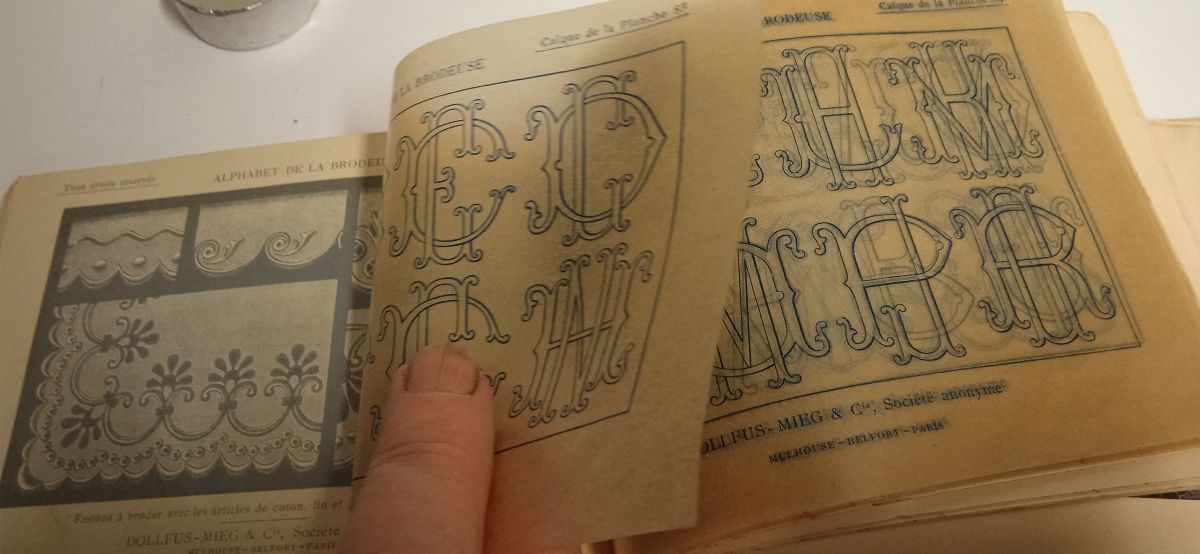 Tous droits réservés
ALPHABET DE LA BRODEU
Festons à broder avec les articles de coton, lin et
DOLLFUS-MIEG & Cie, Société
MULHOUSE-BELFORT-PARIS
Calque de la Planche 83
LA BRODEUSE
Calque de la Planche
BRODEUSE
DOLLFUS-MIEG & Cie, Société anonyme
MULHOUSE-BELFORT-PARIS